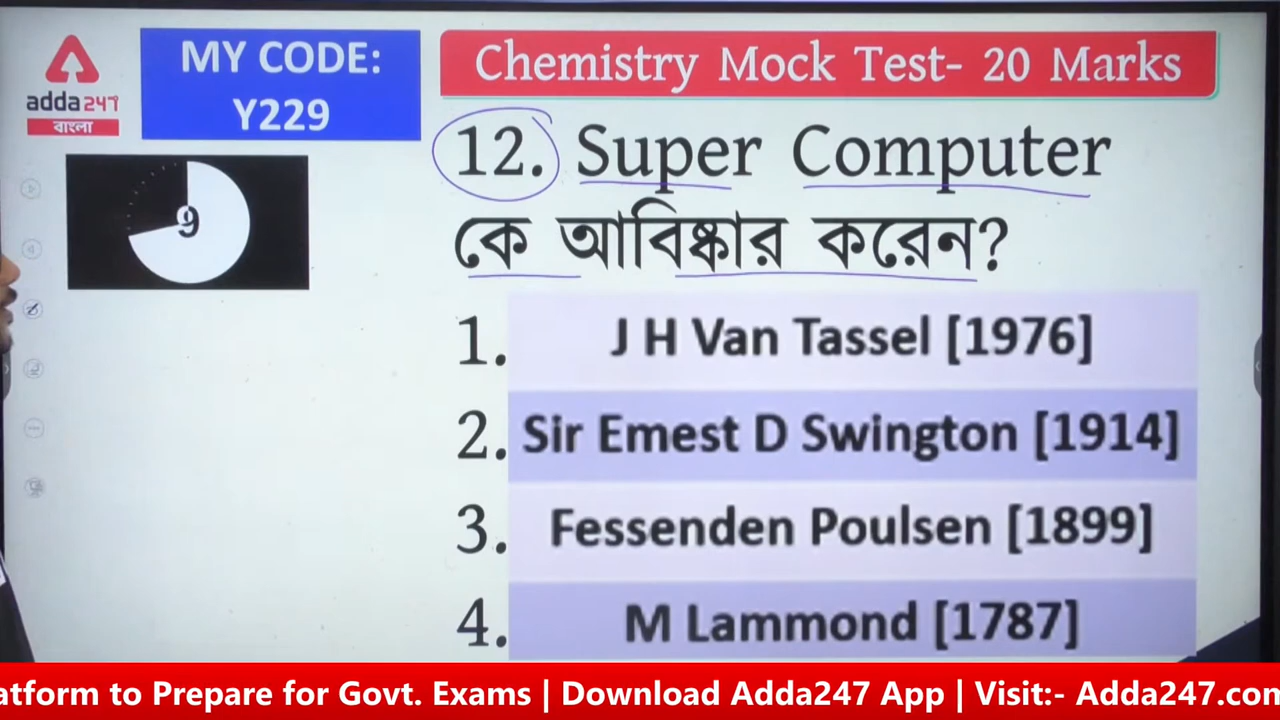 adda247
বাংলা
MY CODE:
Y229
9
Chemistry Mock Test- 20 Marks
12. Super Computer
কে আবিষ্কার করেন?
1. J H Van Tassel [1976]
2. Sir Emest D Swington [1914]
3. Fessenden Poulsen [1899]
4. M Lammond [1787]
atform to Prepare for Govt. Exams | Download Adda247 App | Visit:- Adda247.com